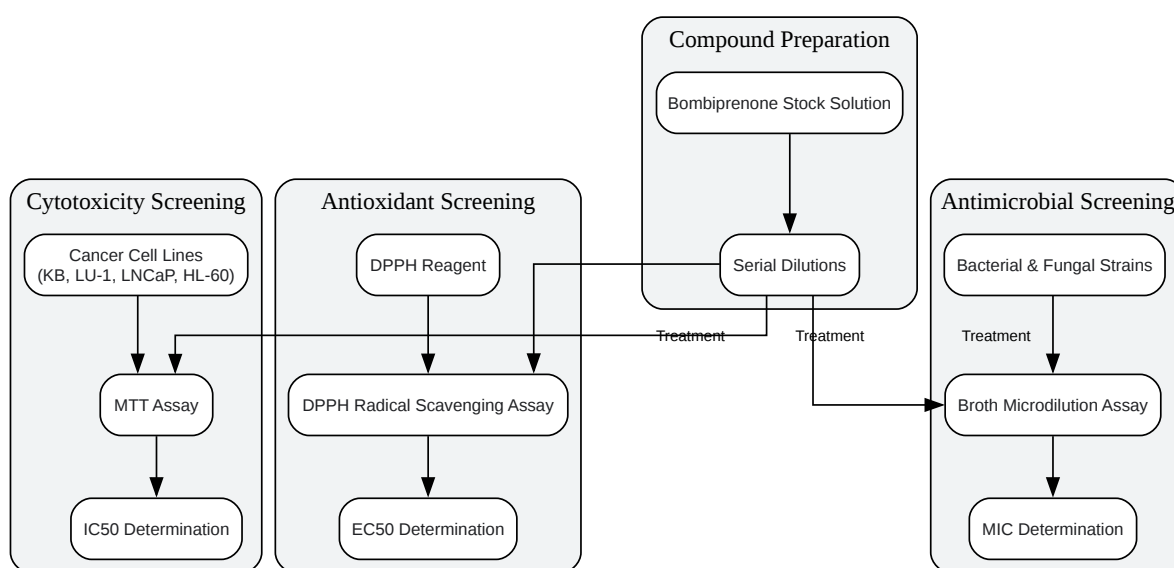 Compound Preparation
Bombiprenone Stock Solution
Serial Dilutions
Cytotoxicity Screening
Cancer Cell Lines
(KB, LU-1, LNCaP, HL-60)
MTT Assay
IC50 Determination
Antioxidant Screening
DPPH Reagent
DPPH Radical Scavenging Assay
EC50 Determination
Treatment
Treatment
Antimicrobial Screening
Bacterial & Fungal Strains
Treatment
Broth Microdilution Assay
MIC Determination